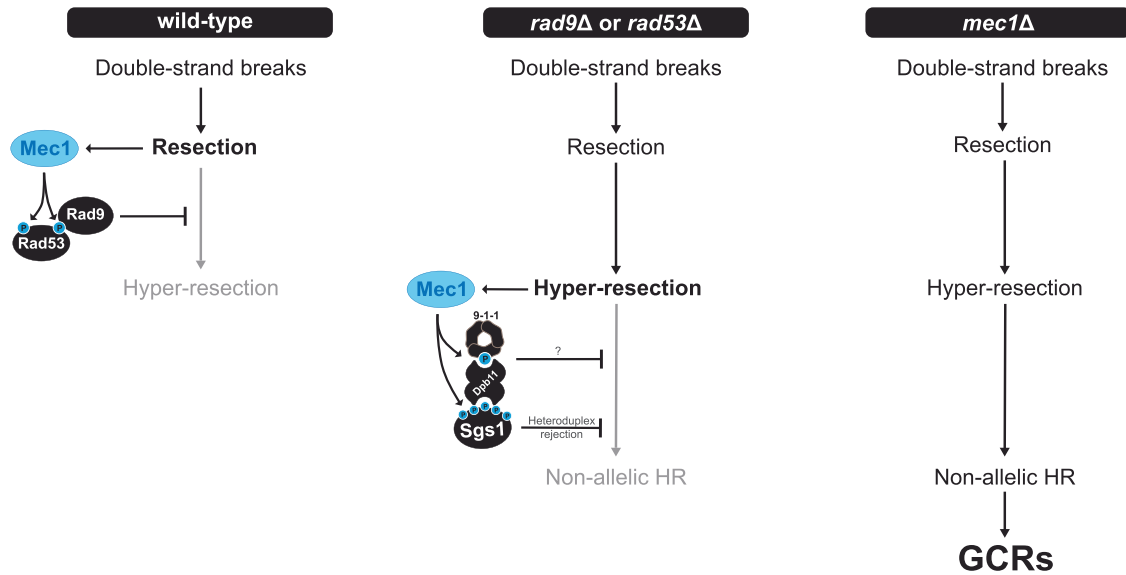 wild-type
Double-strand breaks
Mec1
Resection
P
P
Rad9
Rad53
Hyper-resection
rad9Δ or rad53Δ
Double-strand breaks
Resection
Mec1
Hyper-resection
9-1-1
P
?
Dpb11
P P P P P
Sgs1
Heteroduplex
rejection
Non-allelic HR
mec1Δ
Double-strand breaks
Resection
Hyper-resection
Non-allelic HR
GCRs